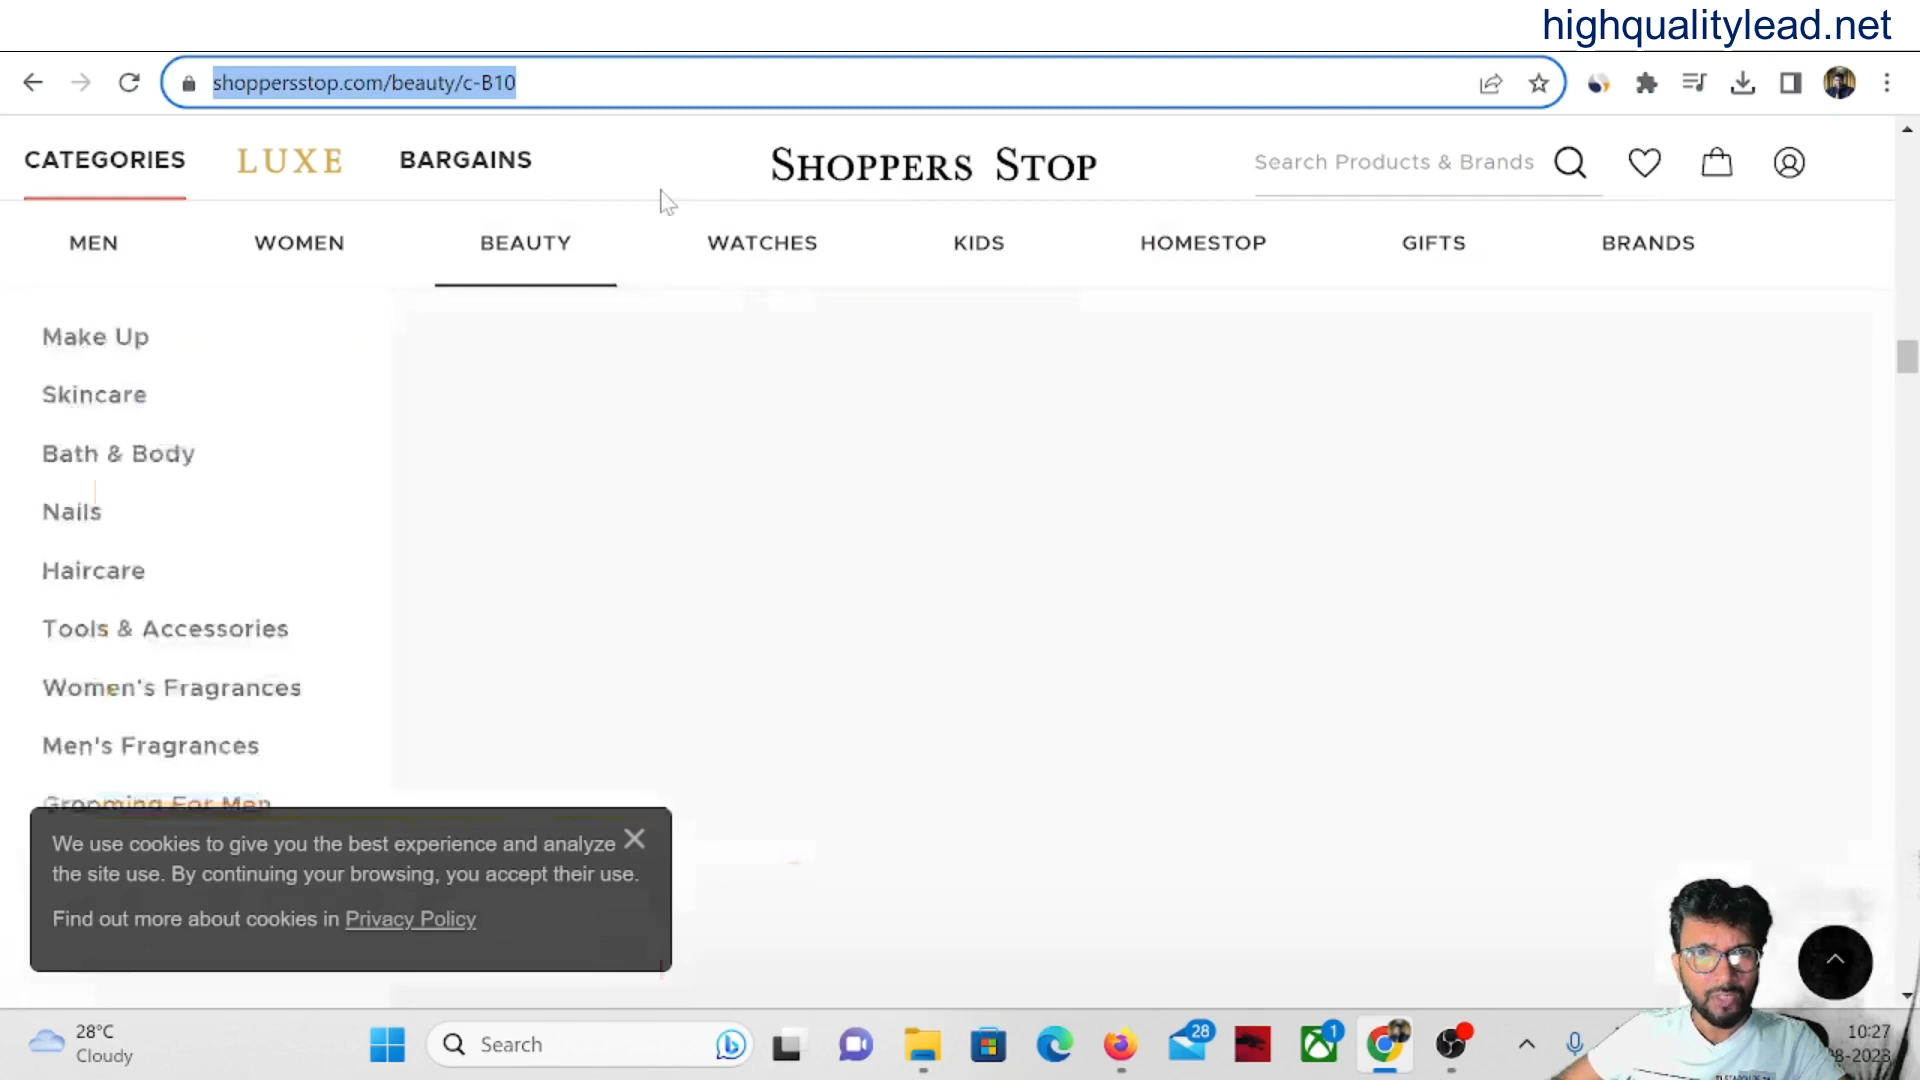 highqualitylead.net
shoppersstop.com/beauty/c-B10
CATEGORIES LUXE BARGAINS SHOPPERS STOP Search Products & Brands
MEN WOMEN BEAUTY WATCHES KIDS HOMESTOP GIFTS BRANDS
Make Up
Skincare
Bath & Body
Nails
Haircare
Tools & Accessories
Women's Fragrances
Men's Fragrances
Grooming For Men
We use cookies to give you the best experience and analyze
the site use. By continuing your browsing, you accept their use.
Find out more about cookies in Privacy Policy
28°C
Cloudy
Search
28
1
10:27
8-2023